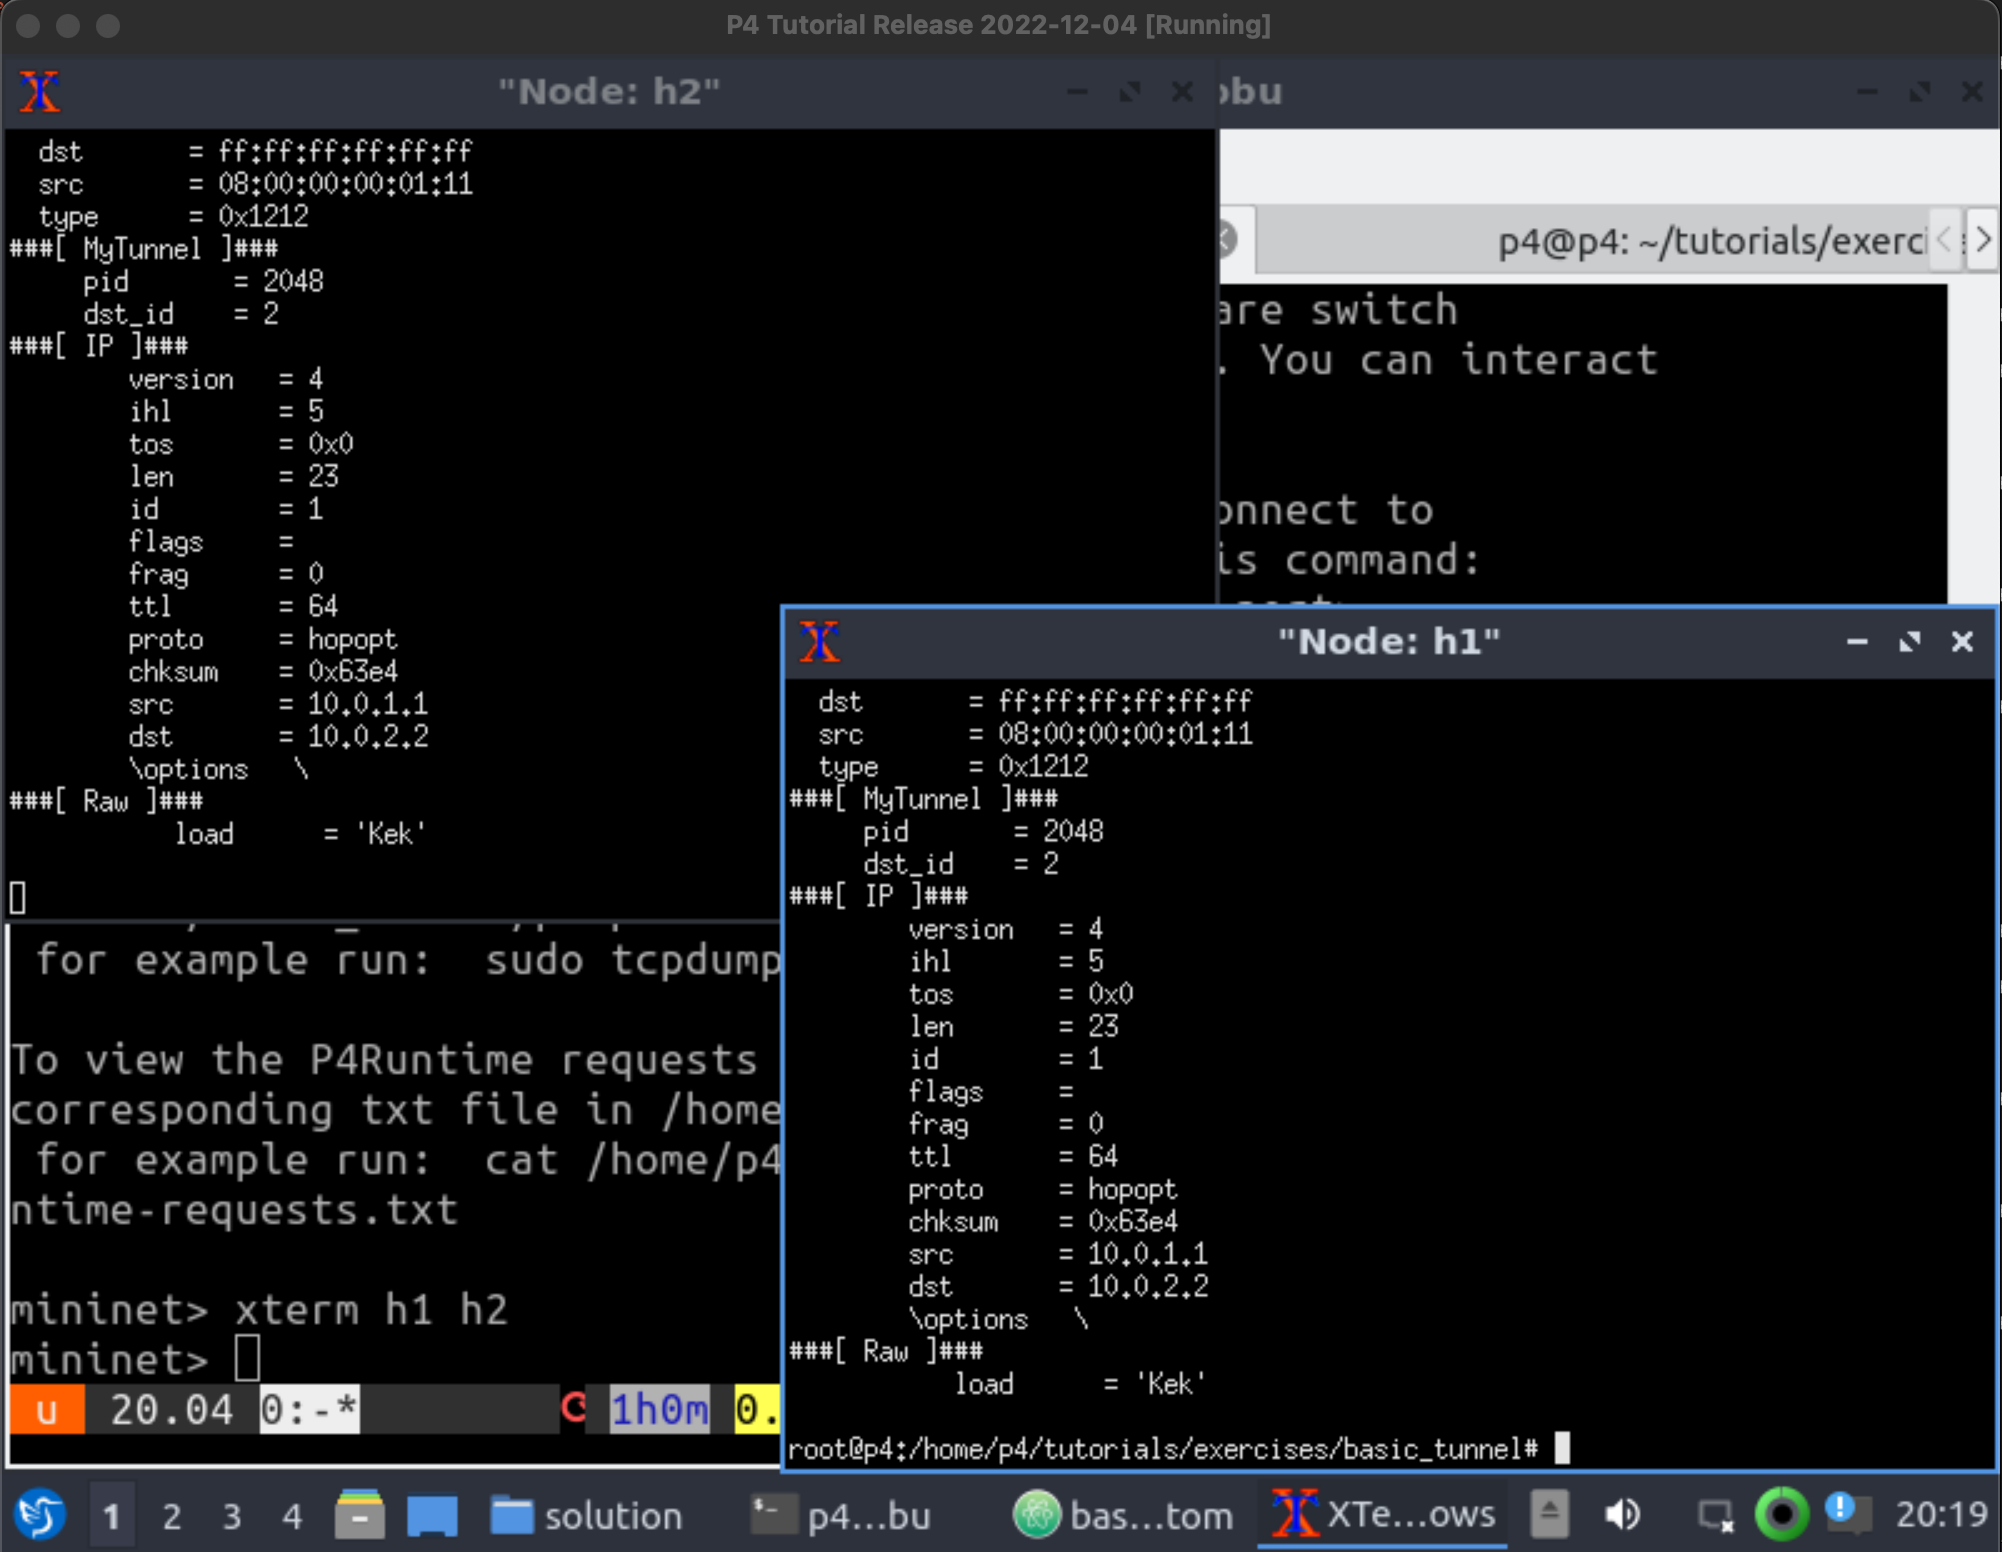 P4 Tutorial Release 2022-12-04 [Running]
"Node: h2"
dst = ff:ff:ff:ff:ff:ff
src = 08:00:00:00:01:11
type = 0x1212
###[ MyTunnel ]###
pid = 2048
dst_id = 2
###[ IP ]###
version = 4
ihl = 5
tos = 0x0
len = 23
id = 1
flags =
frag = 0
ttl = 64
proto = hopopt
chksum = 0x63e4
src = 10.0.1.1
dst = 10.0.2.2
\options \
###[ Raw ]###
load = 'Kek'
obu
p4@p4: ~/tutorials/exerci
are switch
. You can interact
onnect to
is command:
for example run: sudo tcpdump
To view the P4Runtime requests
corresponding txt file in /home
for example run: cat /home/p4
ntime-requests.txt
mininet> xterm h1 h2
mininet>
u 20.04 0:-* 1h0m 0.
"Node: h1"
dst = ff:ff:ff:ff:ff:ff
src = 08:00:00:00:01:11
type = 0x1212
###[ MyTunnel ]###
pid = 2048
dst_id = 2
###[ IP ]###
version = 4
ihl = 5
tos = 0x0
len = 23
id = 1
flags =
frag = 0
ttl = 64
proto = hopopt
chksum = 0x63e4
src = 10.0.1.1
dst = 10.0.2.2
\options \
###[ Raw ]###
load = 'Kek'
root@p4:/home/p4/tutorials/exercises/basic_tunnel#
1 2 3 4 solution p4...bu bas...tom XTe...ows 20:19